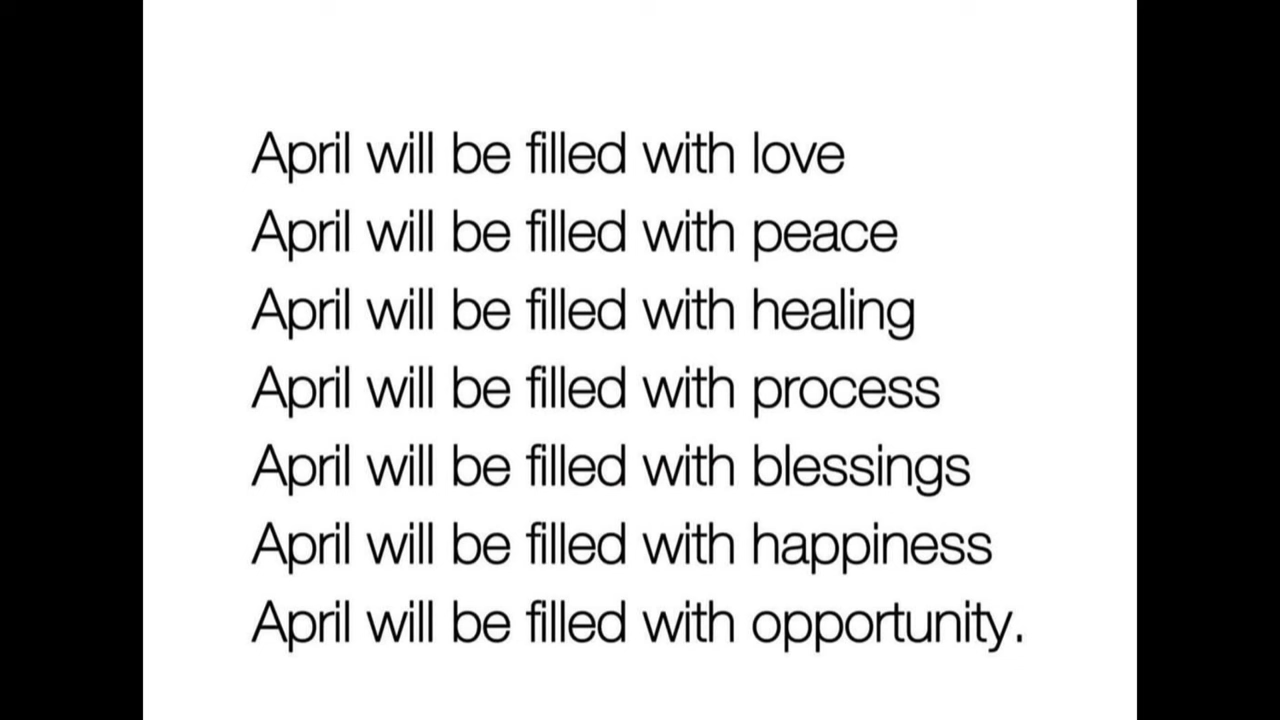 April will be filled with love
April will be filled with peace
April will be filled with healing
April will be filled with process
April will be filled with blessings
April will be filled with happiness
April will be filled with opportunity.